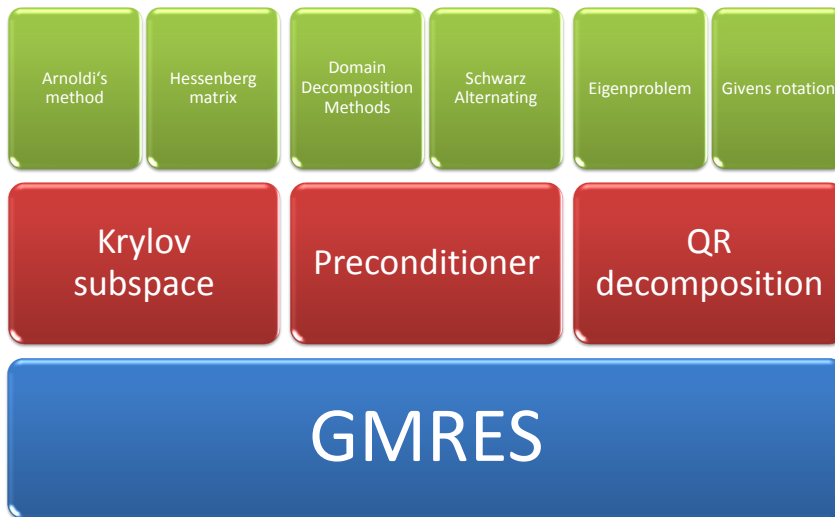 Arnoldi's
method
Hessenberg
matrix
Domain
Decomposition
Methods
Schwarz
Alternating
Eigenproblem
Givens rotation
Krylov
subspace
Preconditioner
QR
decomposition
GMRES